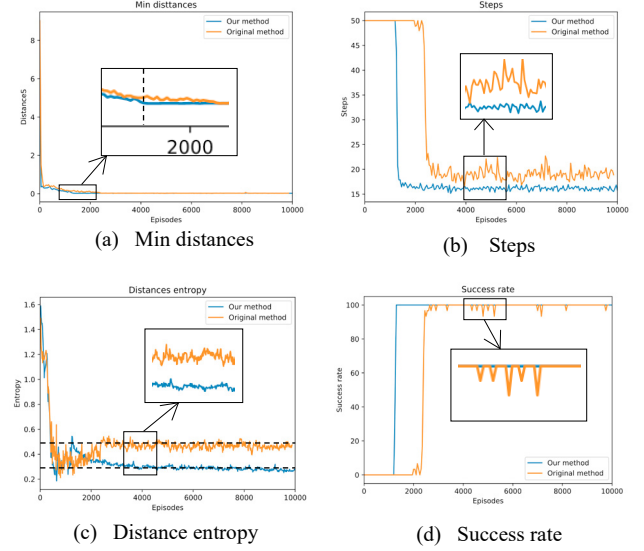 Min disttances
Our method
Original method
DistanceS
8
6
4
2
0
2000
0 2000 4000 6000 8000 10000
Episodes
(a) Min distances
Steps
Our method
Original method
Steps
50
45
40
35
30
25
20
15
0 2000 4000 6000 8000 10000
Episodes
(b) Steps
Distances entropy
Our method
Original method
Entropy
1.6
1.4
1.2
1.0
0.8
0.6
0.4
0.2
0 2000 4000 6000 8000 10000
Episodes
(c) Distance entropy
Success rate
Success rate
100
80
60
40
20
0
Our method
Original method
0 2000 4000 6000 8000 10000
Episodes
(d) Success rate